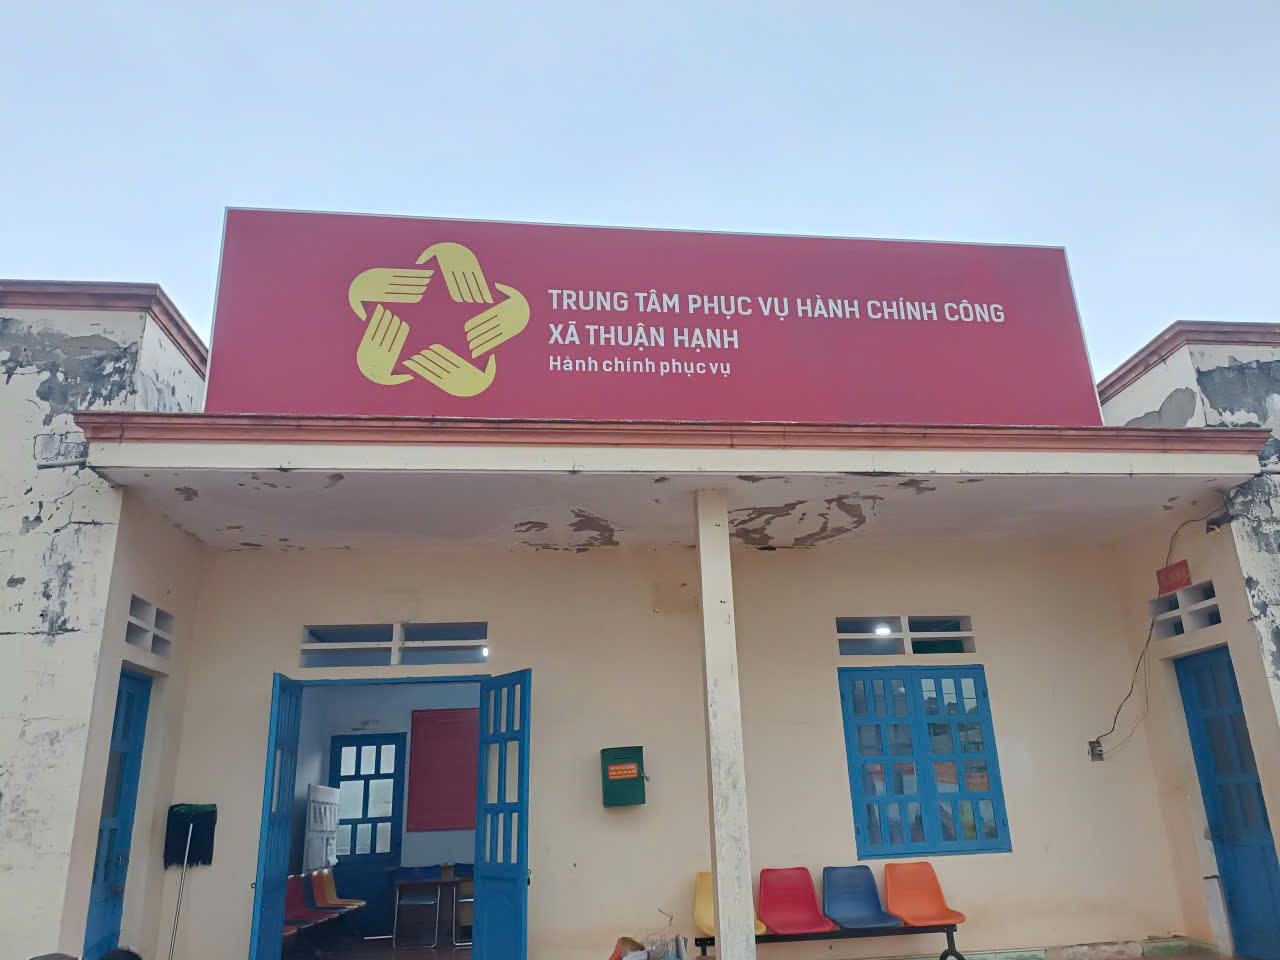 TRUNG TÂM PHỤC VỤ HÀNH CHÍNH CÔNG
XÃ THUẬN HẠNH
Hành chính phục vụ